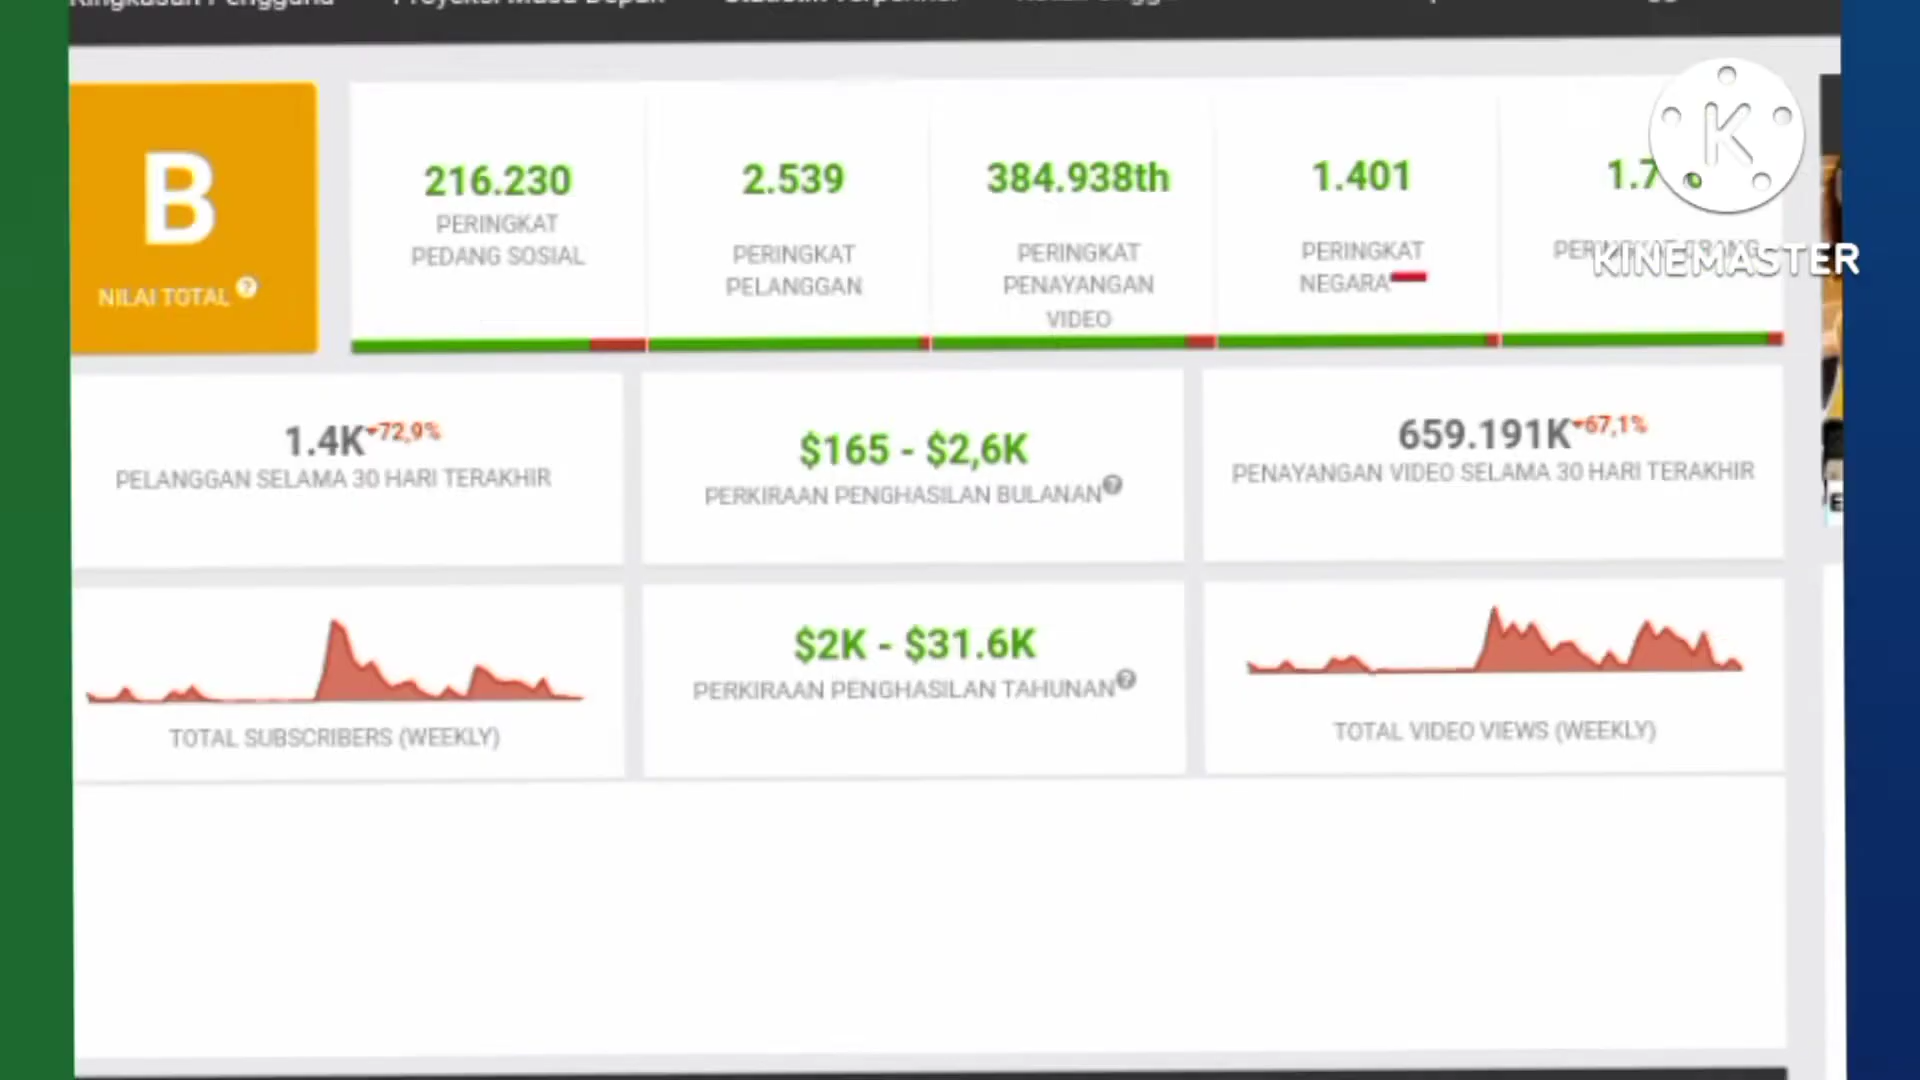 B
NILAI TOTAL
216.230
PERINGKAT
PEDANG SOSIAL
2.539
PERINGKAT
PELANGGAN
384.938th
PERINGKAT
PENAYANGAN
VIDEO
1.401
PERINGKAT
NEGARA
K
KINEMASTER
1.4K -72,9%
PELANGGAN SELAMA 30 HARI TERAKHIR
$165 - $2,6K
PERKIRAAN PENGHASILAN BULANAN
659.191K -67,1%
PENAYANGAN VIDEO SELAMA 30 HARI TERAKHIR
TOTAL SUBSCRIBERS (WEEKLY)
$2K - $31.6K
PERKIRAAN PENGHASILAN TAHUNAN
TOTAL VIDEO VIEWS (WEEKLY)